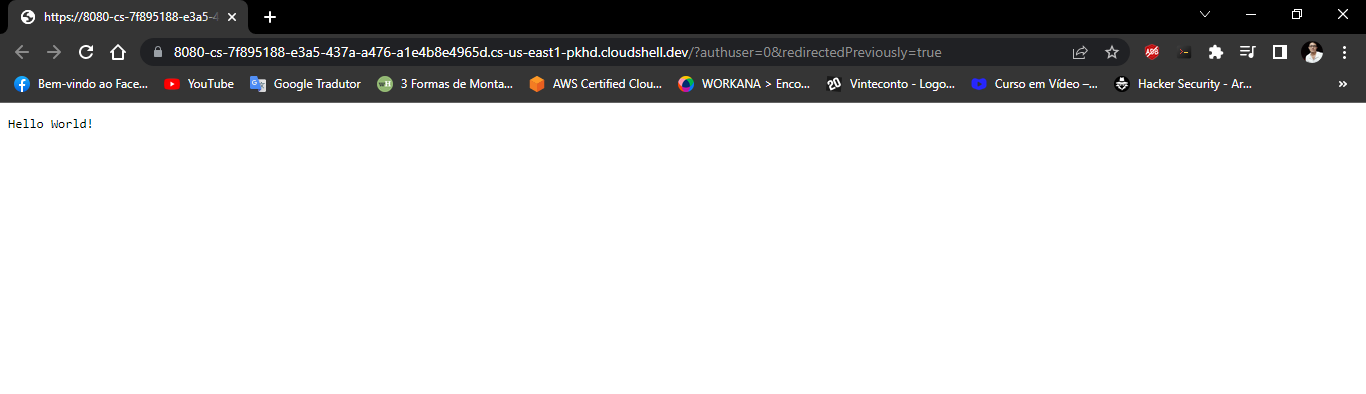 https://8080-cs-7f895188-e3a5-4
8080-cs-7f895188-e3a5-437a-a476-a1e4b8e4965d.cs-us-east1-pkhd.cloudshell.dev/?authuser=0&redirectedPreviously=true
Bem-vindo ao Face... YouTube Google Tradutor 3 Formas de Monta... AWS Certified Clou... WORKANA > Enco... 20 Vinteconto - Logo... Curso em Vídeo –... Hacker Security - Ar... »
Hello World!